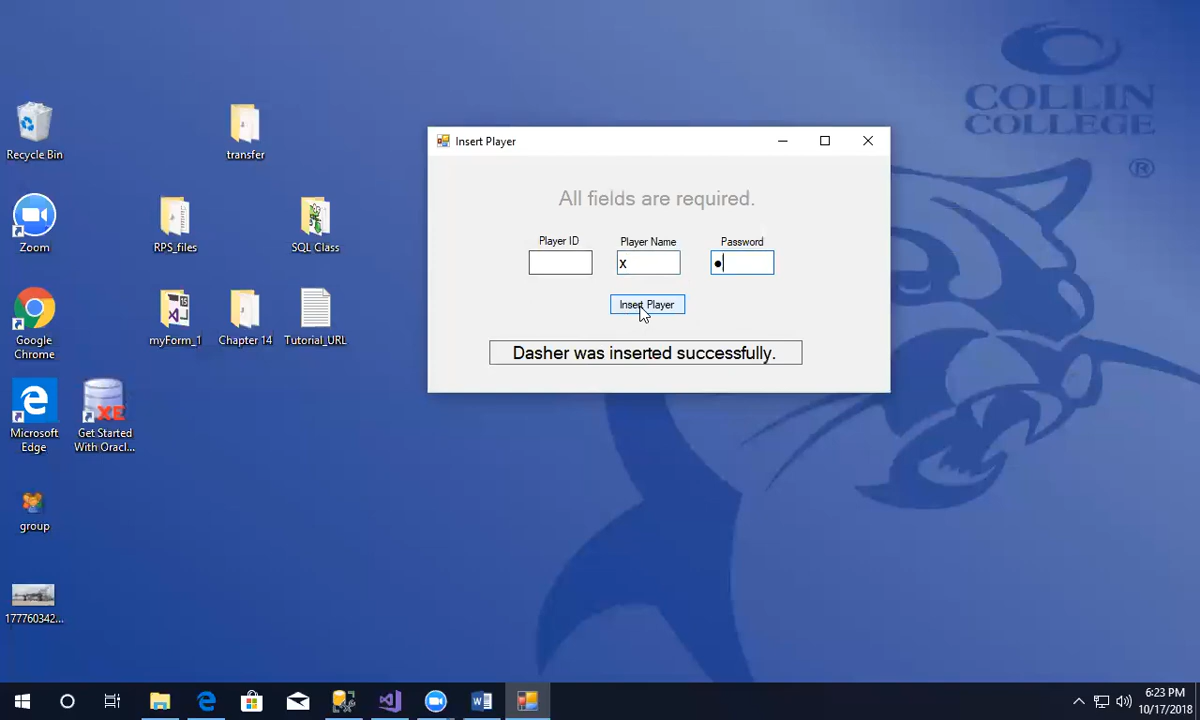 COLLIN
COLLEGE
®
Recycle Bin
transfer
Zoom
RPS_files
SQL Class
Google
Chrome
myForm_1
Chapter 14
Tutorial_URL
Microsoft
Edge
XE
Get Started
With Oracl...
group
177760342...
Insert Player
All fields are required.
Player ID
Player Name
Password
x
Insert Player
Dasher was inserted successfully.
6:23 PM
10/17/2018